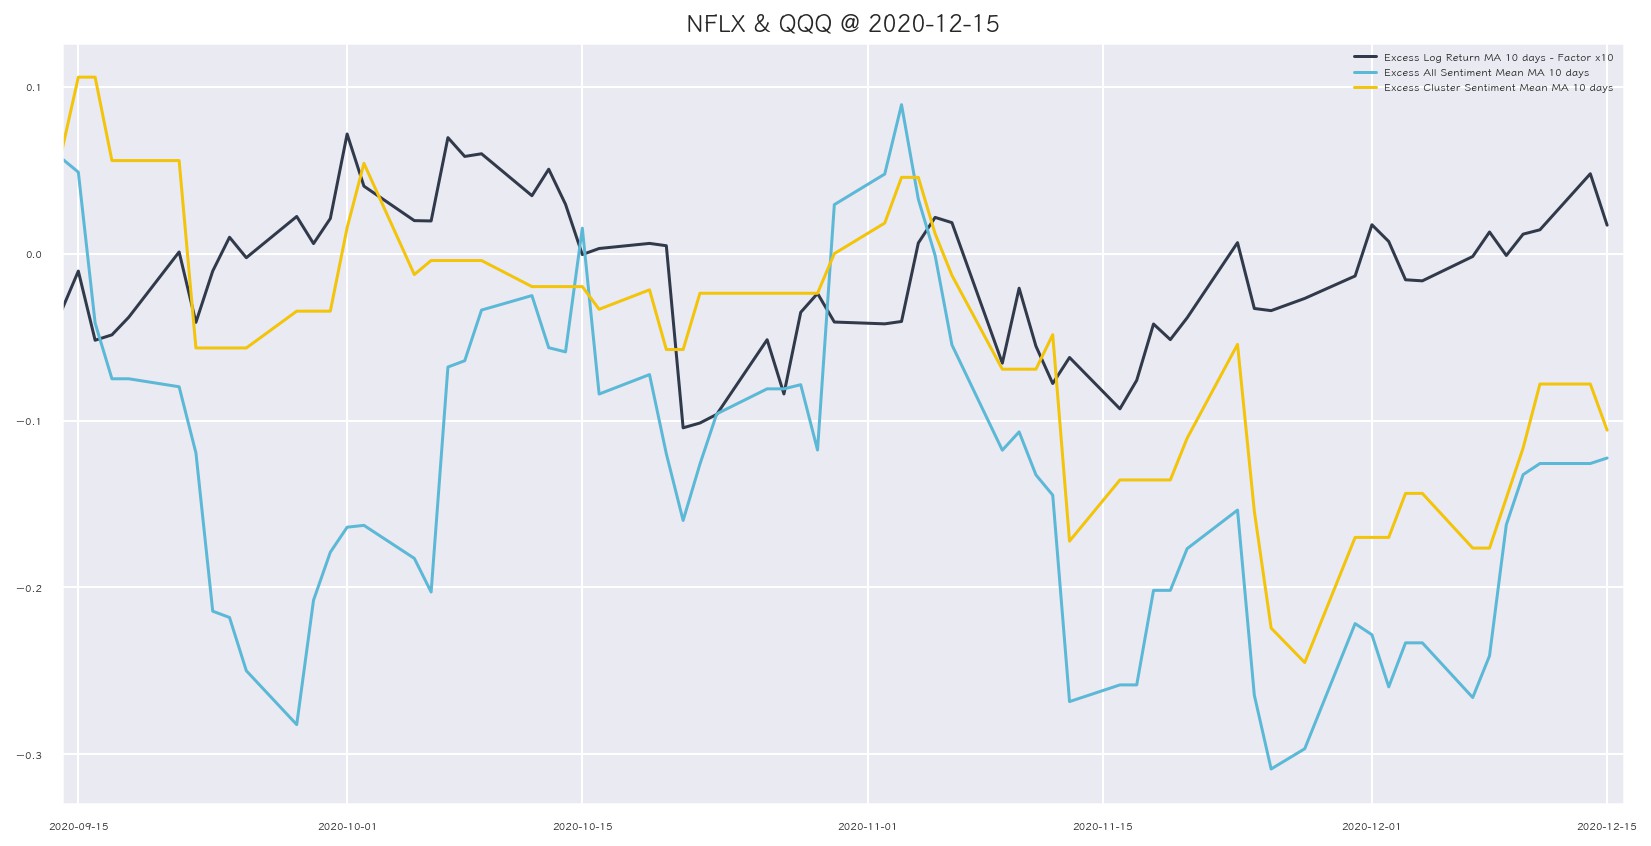 NFLX & QQQ @ 2020-12-15
Excess Log Return MA 10 days - Factor x10
Excess All Sentiment Mean MA 10 days
Excess Cluster Sentiment Mean MA 10 days
0.1
0.0
−0.1
−0.2
−0.3
2020-09-15 2020-10-01 2020-10-15 2020-11-01 2020-11-15 2020-12-01 2020-12-15